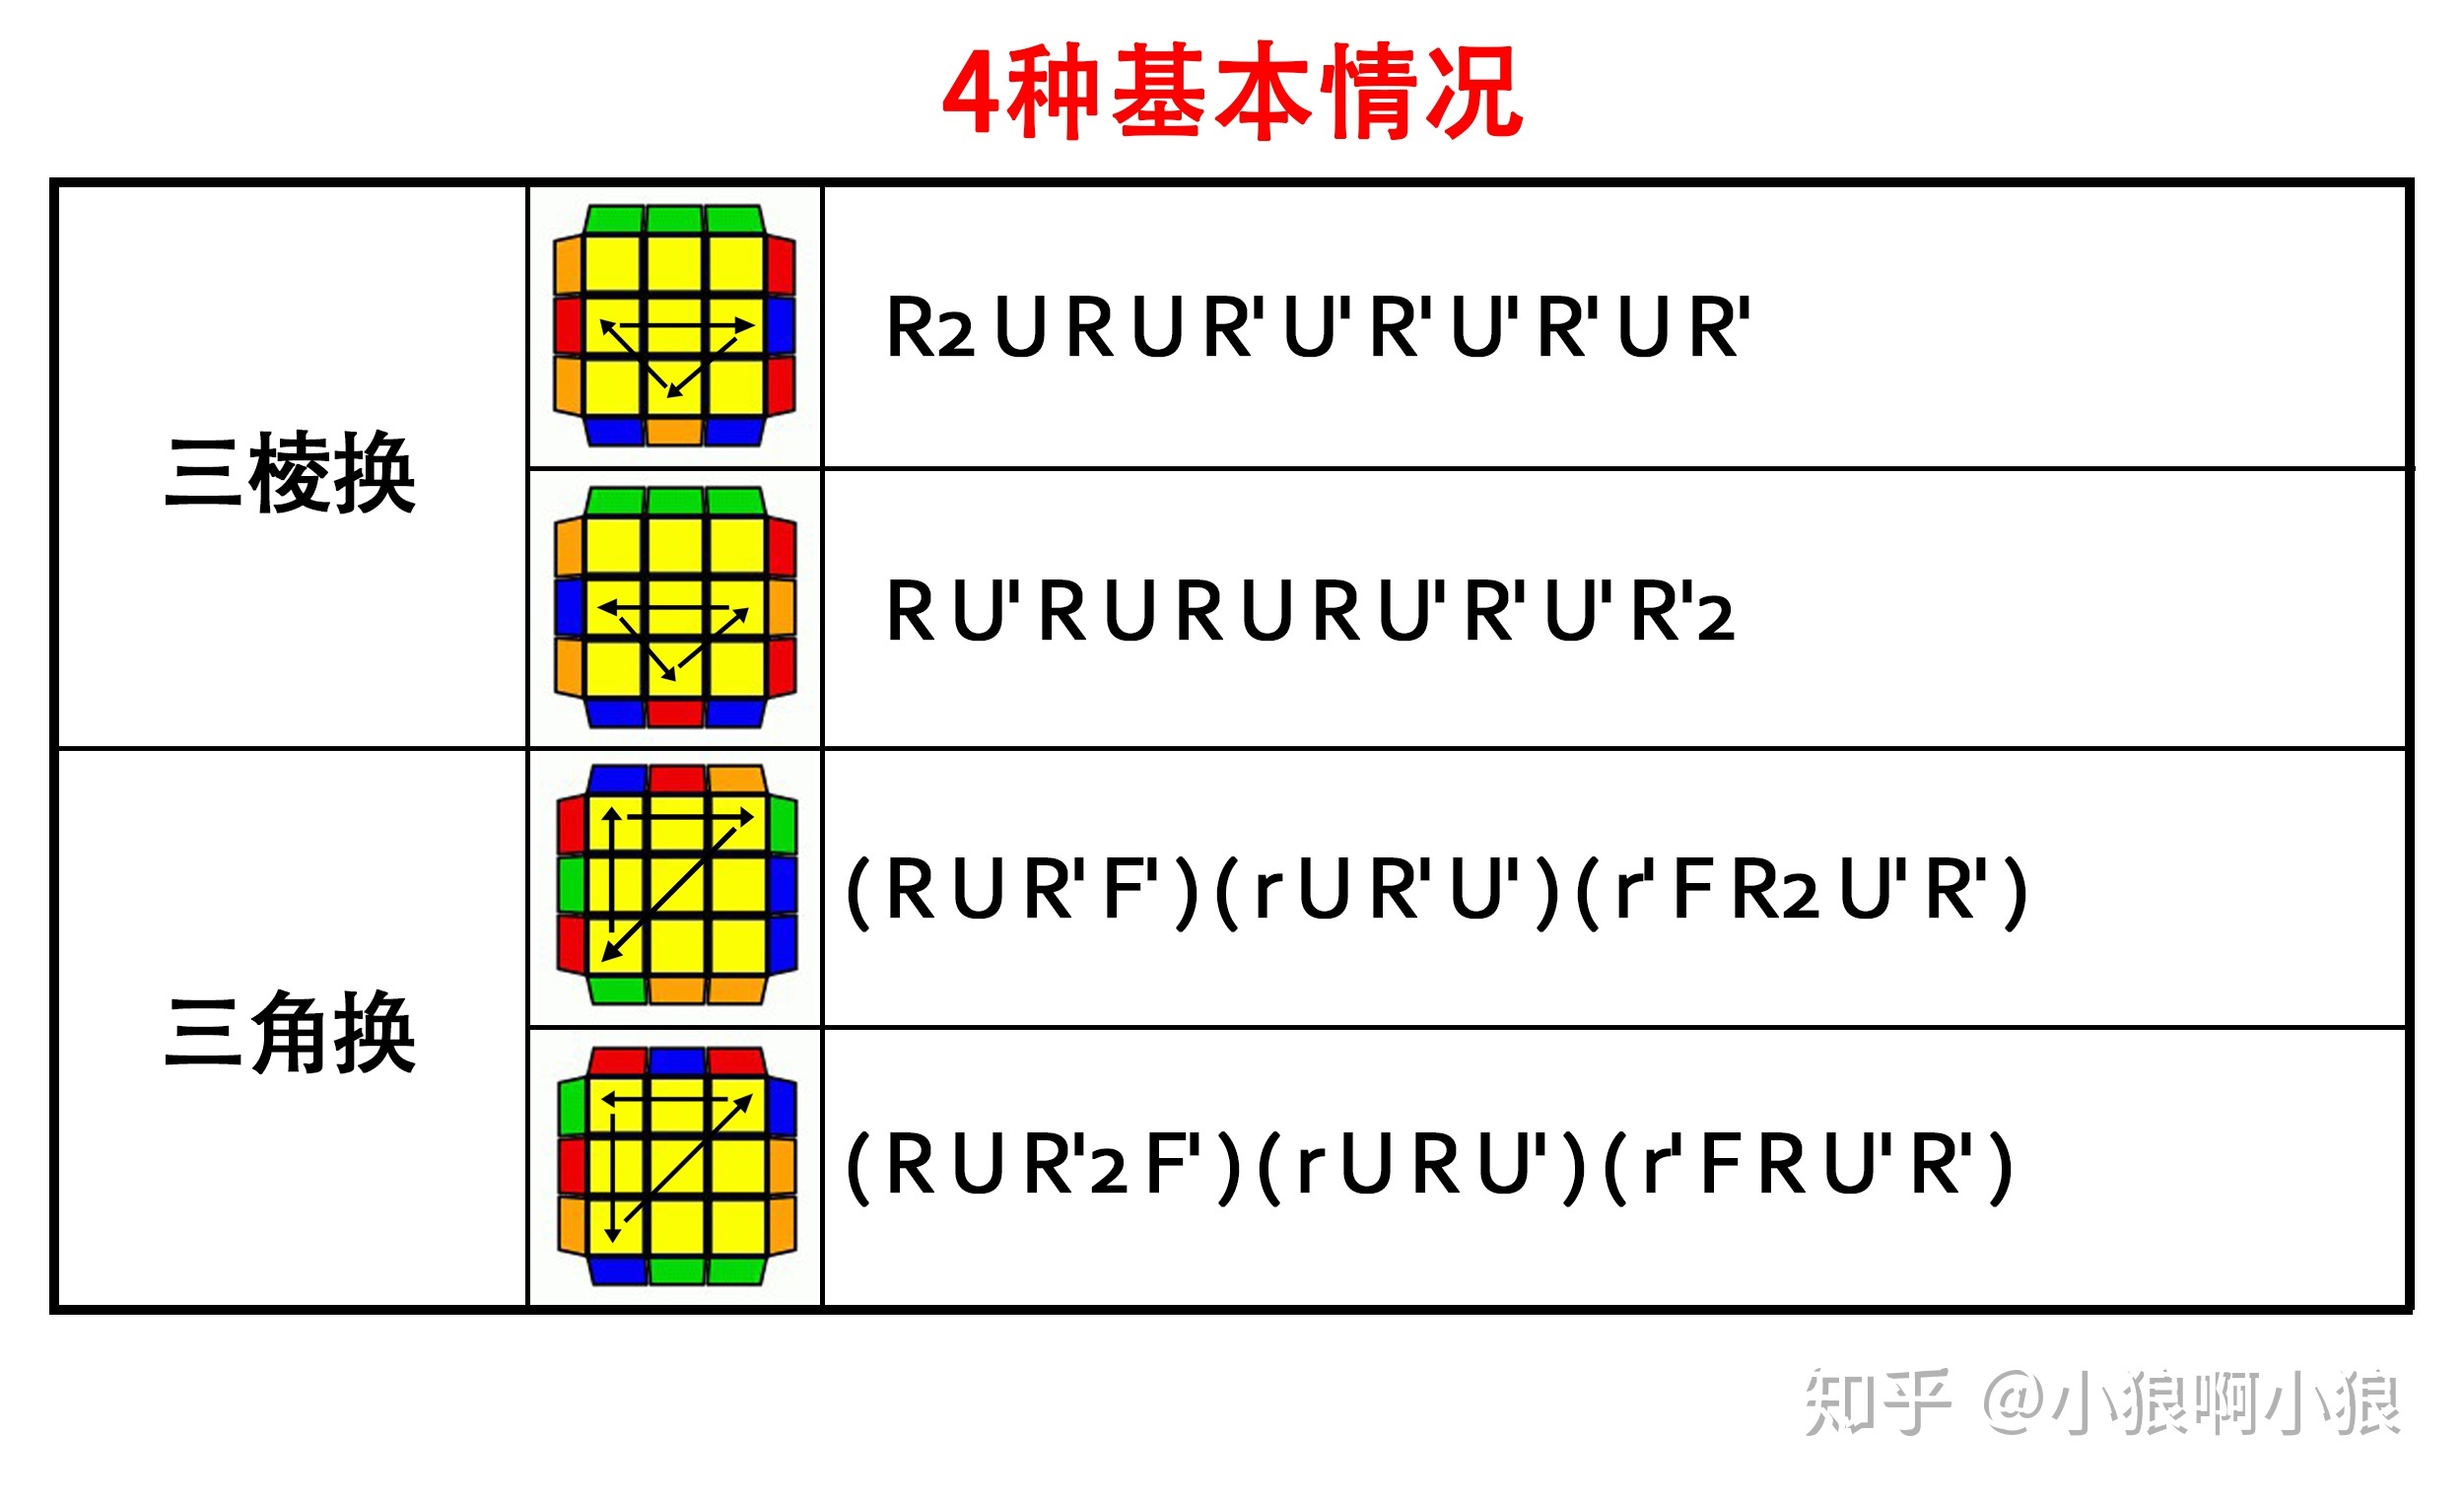 4种基本情况
三棱换
R2 U R U R' U' R' U' R' U R'
R U' R U R U R U' R' U' R'2
三角换
(R U R' F')(r U R' U')(r' F R2 U' R')
(R U R'2 F')(r U R U')(r' F R U' R')
知乎 @小狼啊小狼